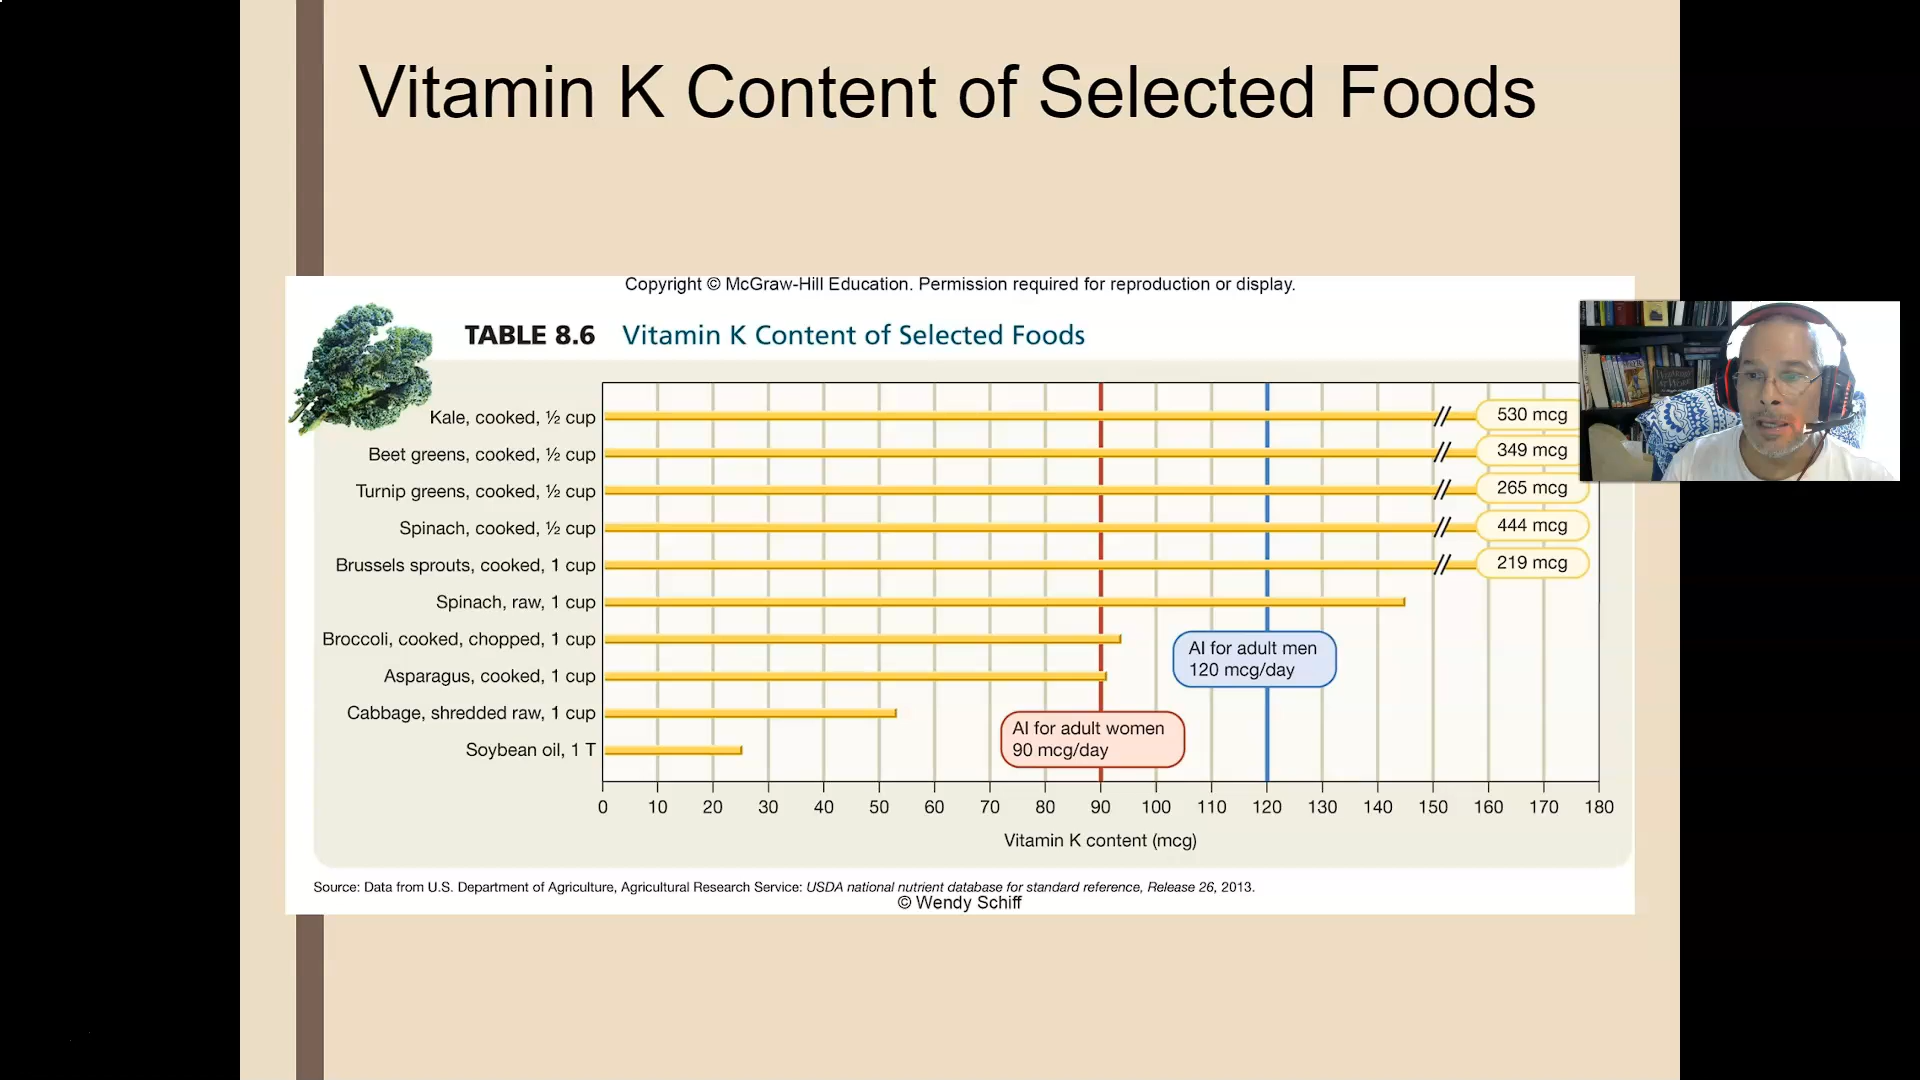 Vitamin K Content of Selected Foods
Copyright © McGraw-Hill Education. Permission required for reproduction or display.
TABLE 8.6 Vitamin K Content of Selected Foods
Kale, cooked, ½ cup 530 mcg
Beet greens, cooked, ½ cup 349 mcg
Turnip greens, cooked, ½ cup 265 mcg
Spinach, cooked, ½ cup 444 mcg
Brussels sprouts, cooked, 1 cup 219 mcg
Spinach, raw, 1 cup
Broccoli, cooked, chopped, 1 cup
AI for adult men
120 mcg/day
Asparagus, cooked, 1 cup
Cabbage, shredded raw, 1 cup
AI for adult women
90 mcg/day
Soybean oil, 1 T
0 10 20 30 40 50 60 70 80 90 100 110 120 130 140 150 160 170 180
Vitamin K content (mcg)
Source: Data from U.S. Department of Agriculture, Agricultural Research Service: USDA national nutrient database for standard reference, Release 26, 2013.
© Wendy Schiff